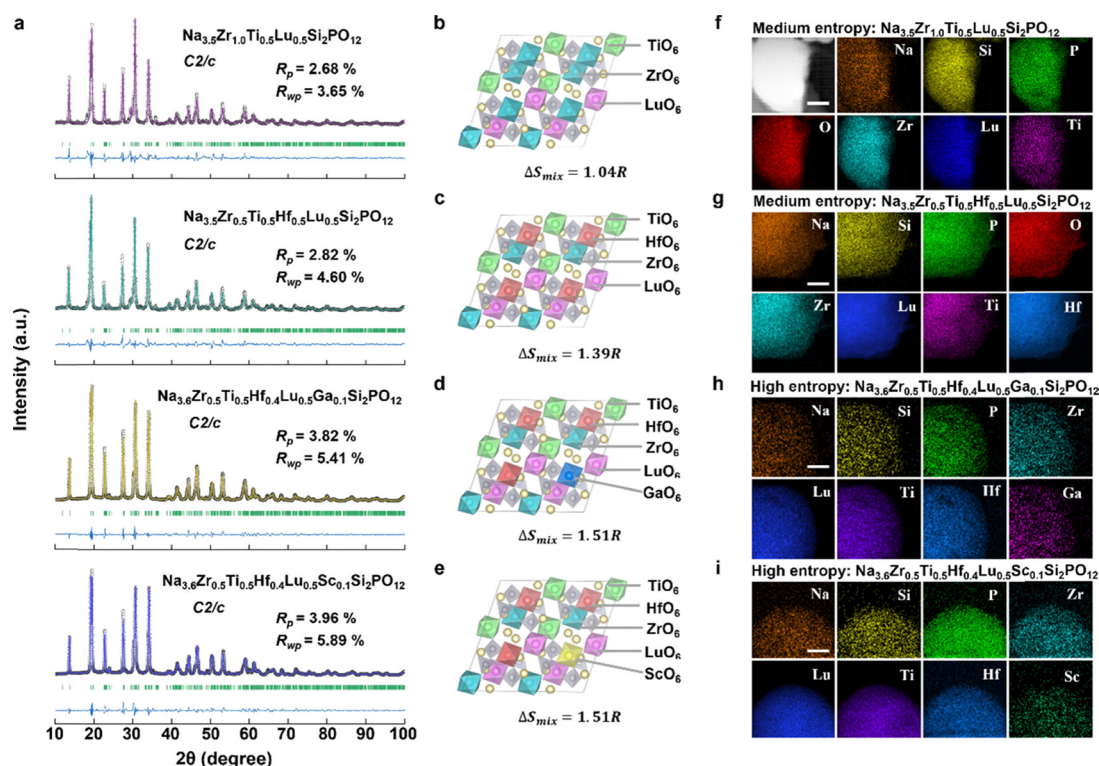 a
Na3.5Zr1.0Ti0.5Lu0.5Si2PO12
C2/c
Rp = 2.68 %
Rwp = 3.65 %
Na3.5Zr0.5Ti0.5Hf0.5Lu0.5Si2PO12
C2/c
Rp = 2.82 %
Rwp = 4.60 %
Na3.6Zr0.5Ti0.5Hf0.4Lu0.5Ga0.1Si2PO12
C2/c
Rp = 3.82 %
Rwp = 5.41 %
Na3.6Zr0.5Ti0.5Hf0.4Lu0.5Sc0.1Si2PO12
C2/c
Rp = 3.96 %
Rwp = 5.89 %
Intensity (a.u.)
10 20 30 40 50 60 70 80 90 100
2θ (degree)
b
TiO6
ZrO6
LuO6
ΔSmix = 1.04R
c
TiO6
HfO6
ZrO6
LuO6
ΔSmix = 1.39R
d
TiO6
HfO6
ZrO6
LuO6
GaO6
ΔSmix = 1.51R
e
TiO6
HfO6
ZrO6
LuO6
ScO6
ΔSmix = 1.51R
f
Medium entropy: Na3.5Zr1.0Ti0.5Lu0.5Si2PO12
Na Si P
O Zr Lu Ti
g
Medium entropy: Na3.5Zr0.5Ti0.5Hf0.5Lu0.5Si2PO12
Na Si P O
Zr Lu Ti Hf
h
High entropy: Na3.6Zr0.5Ti0.5Hf0.4Lu0.5Ga0.1Si2PO12
Na Si P Zr
Lu Ti Hf Ga
i
High entropy: Na3.6Zr0.5Ti0.5Hf0.4Lu0.5Sc0.1Si2PO12
Na Si P Zr
Lu Ti Hf Sc